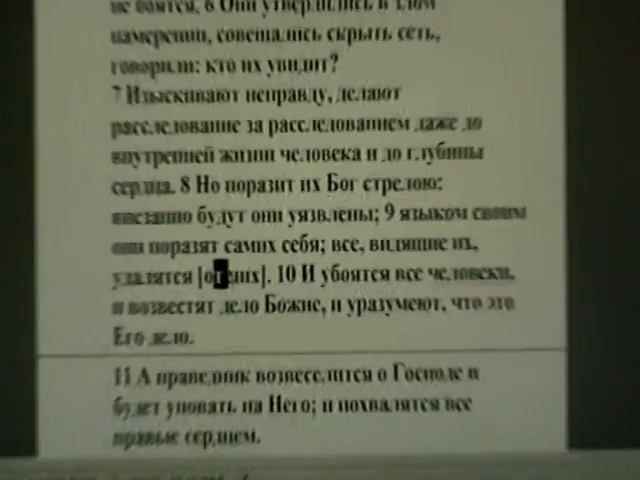 не боятся. 6 Они утвердились в злом
намерении, совещались скрыть сеть,
говорили: кто их увидит?
7 Изыскивают неправду, делают
расследование за расследованием даже до
внутренней жизни человека и до глубины
сердца. 8 Но поразит их Бог стрелою:
внезапно будут они уязвлены; 9 языком своим
они поразят самих себя; все, видящие их,
удалятся [от них]. 10 И убоятся все человеки,
и возвестят дело Божие, и уразумеют, что это
Его дело.
11 А праведник возвеселится о Господе и
будет уповать на Него; и похвалятся все
правые сердцем.